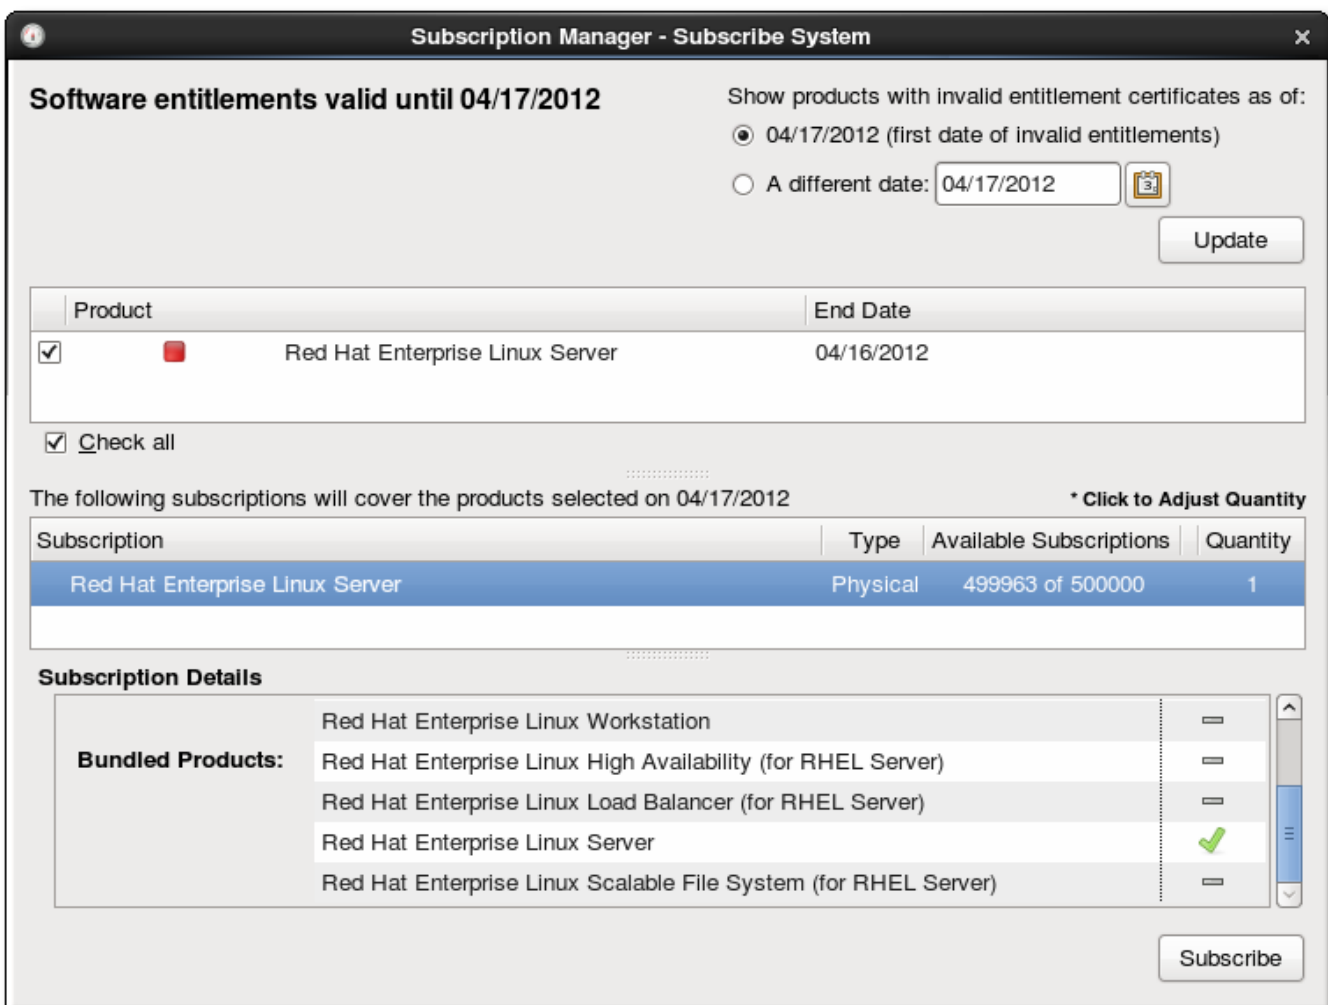 Subscription Manager - Subscribe System
Software entitlements valid until 04/17/2012
Show products with invalid entitlement certificates as of:
04/17/2012 (first date of invalid entitlements)
A different date: 04/17/2012
Update
Product End Date
Red Hat Enterprise Linux Server 04/16/2012
Check all
The following subscriptions will cover the products selected on 04/17/2012 * Click to Adjust Quantity
Subscription Type Available Subscriptions Quantity
Red Hat Enterprise Linux Server Physical 499963 of 500000 1
Subscription Details
Red Hat Enterprise Linux Workstation
Bundled Products: Red Hat Enterprise Linux High Availability (for RHEL Server)
Red Hat Enterprise Linux Load Balancer (for RHEL Server)
Red Hat Enterprise Linux Server
Red Hat Enterprise Linux Scalable File System (for RHEL Server)
Subscribe